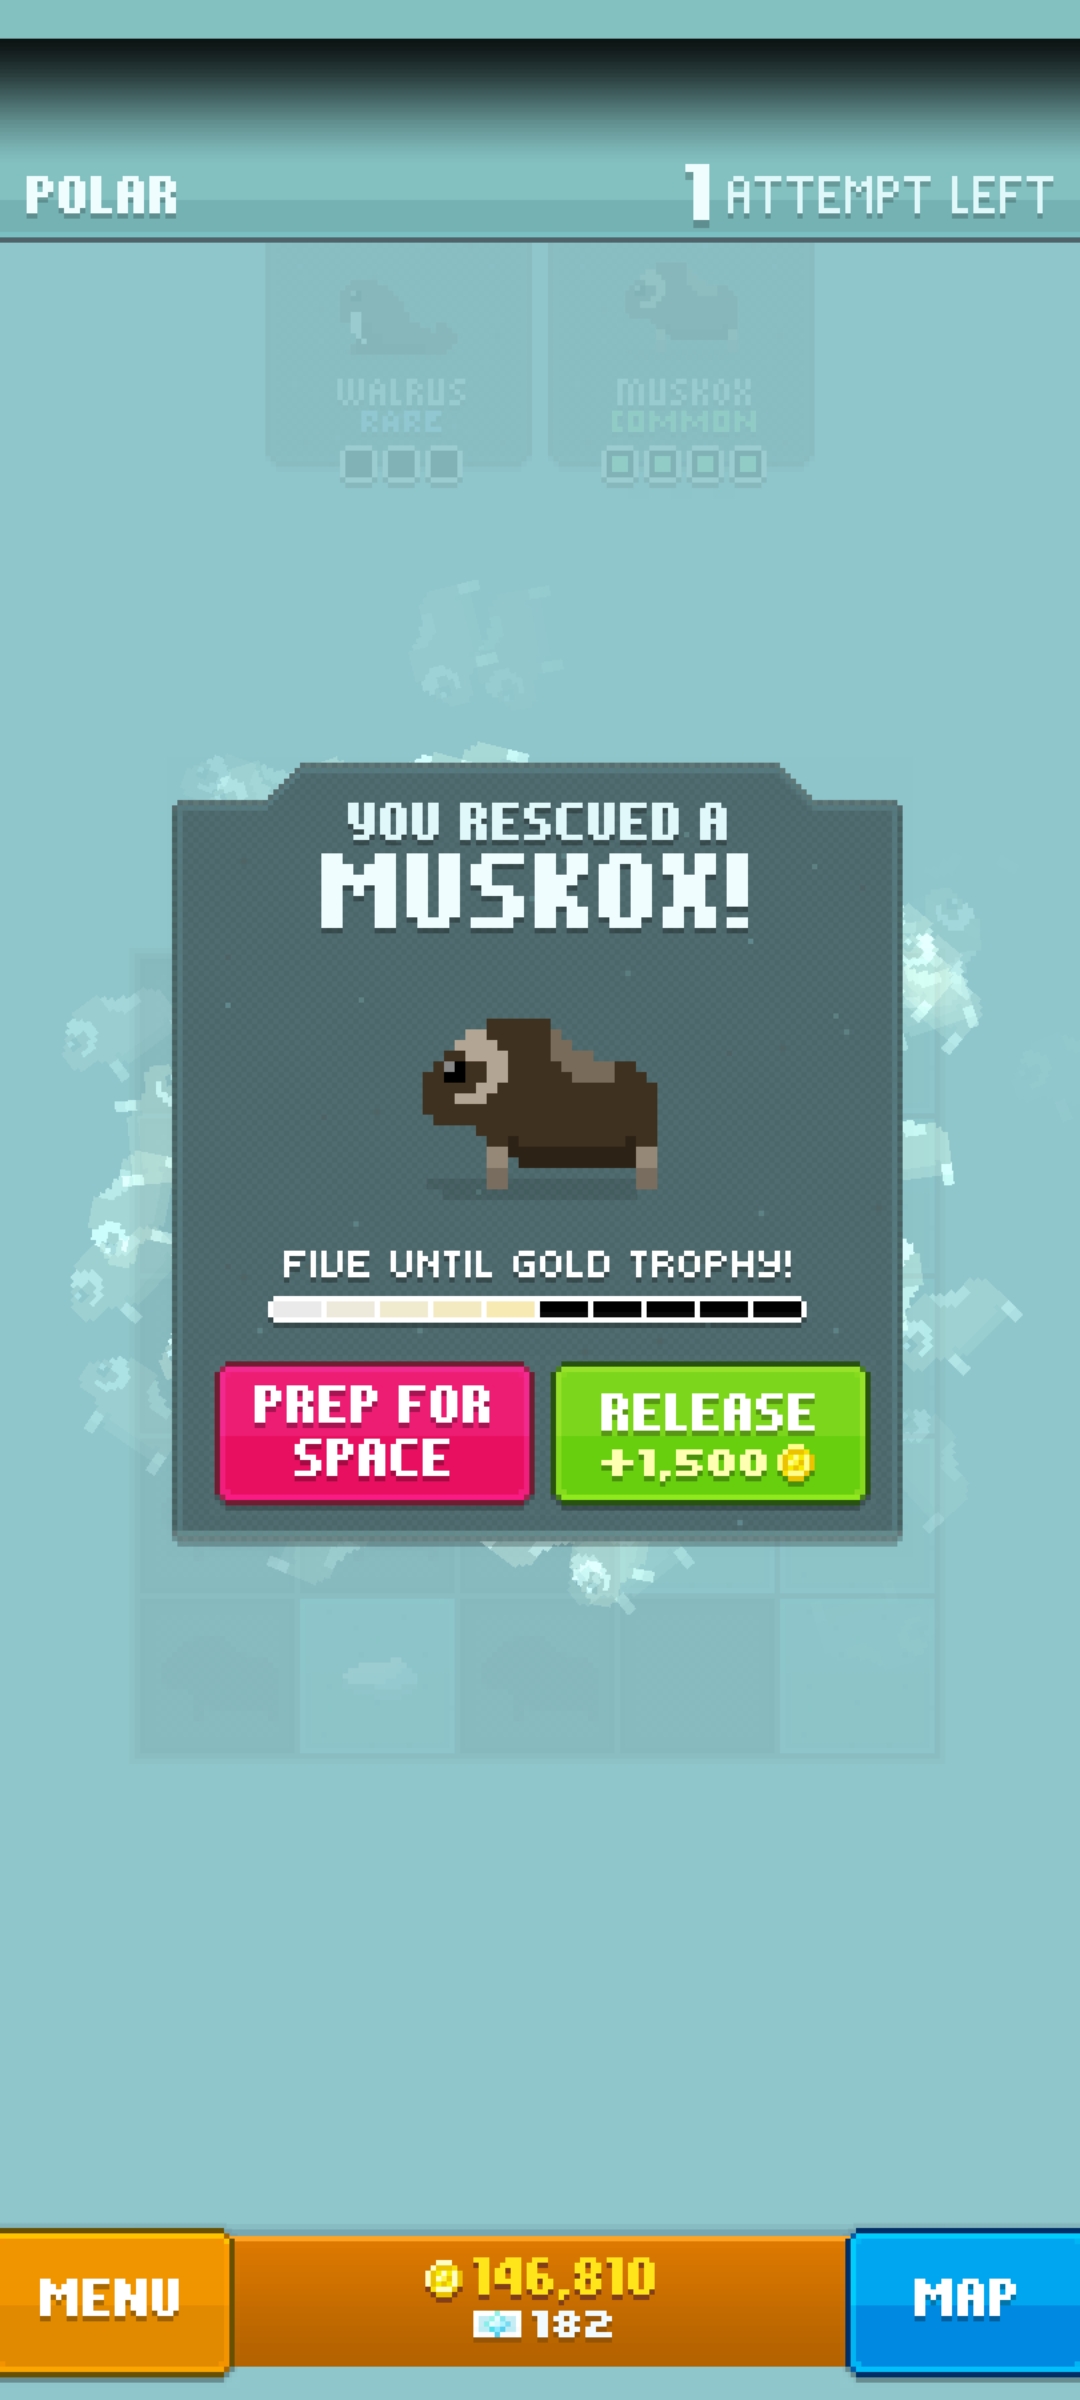 POLAR
1 ATTEMPT LEFT
WALRUS
RARE
MUSKOX
COMMON
YOU RESCUED A
MUSKOX!
FIVE UNTIL GOLD TROPHY!
PREP FOR
SPACE
RELEASE
+1,500
MENU
146,810
182
MAP